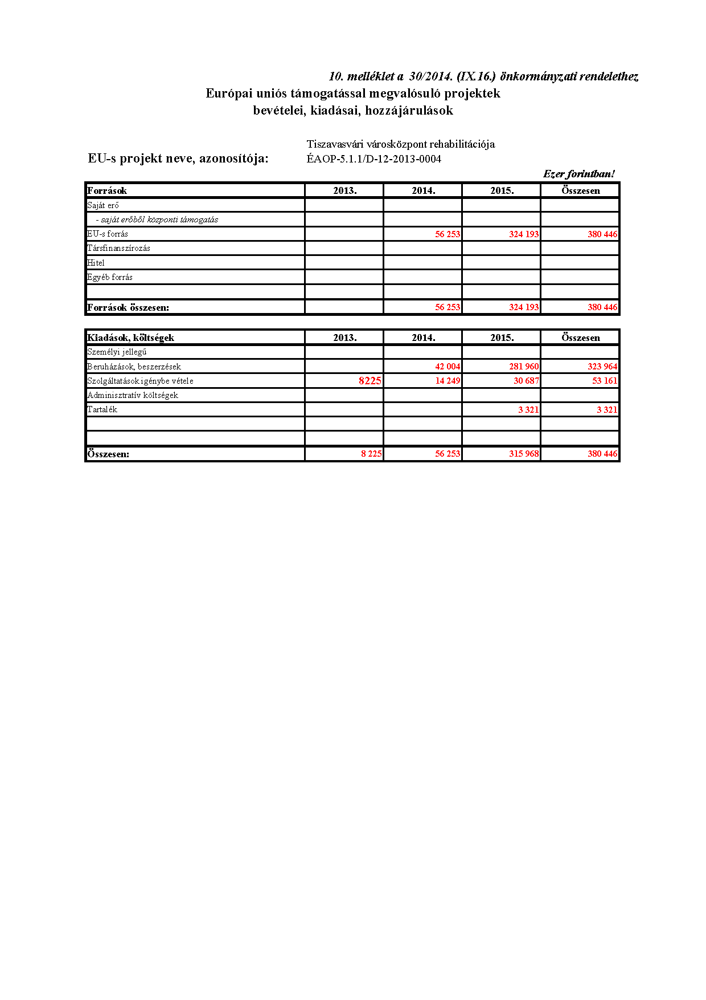 10. melléklet a  30/2014. (IX.16.) önkormányzati rendelethez
Európai uniós támogatással megvalósuló projektek
bevételei, kiadásai, hozzájárulások
Tiszavasvári városközpont rehabilitációja
EU-s projekt neve, azonosítója: ÉAOP-5.1.1/D-12-2013-0004
Ezer forintban!
Források 2013. 2014. 2015. Összesen
Saját erő
- saját erőből központi támogatás
EU-s forrás 56 253 324 193 380 446
Társfinanszírozás
Hitel
Egyéb forrás
Források összesen: 56 253 324 193 380 446
Kiadások, költségek 2013. 2014. 2015. Összesen
Személyi jellegű
Beruházások, beszerzések 42 004 281 960 323 964
Szolgáltatások igénybe vétele 8225 14 249 30 687 53 161
Adminisztratív költségek
Tartalék 3 321 3 321
Összesen: 8 225 56 253 315 968 380 446